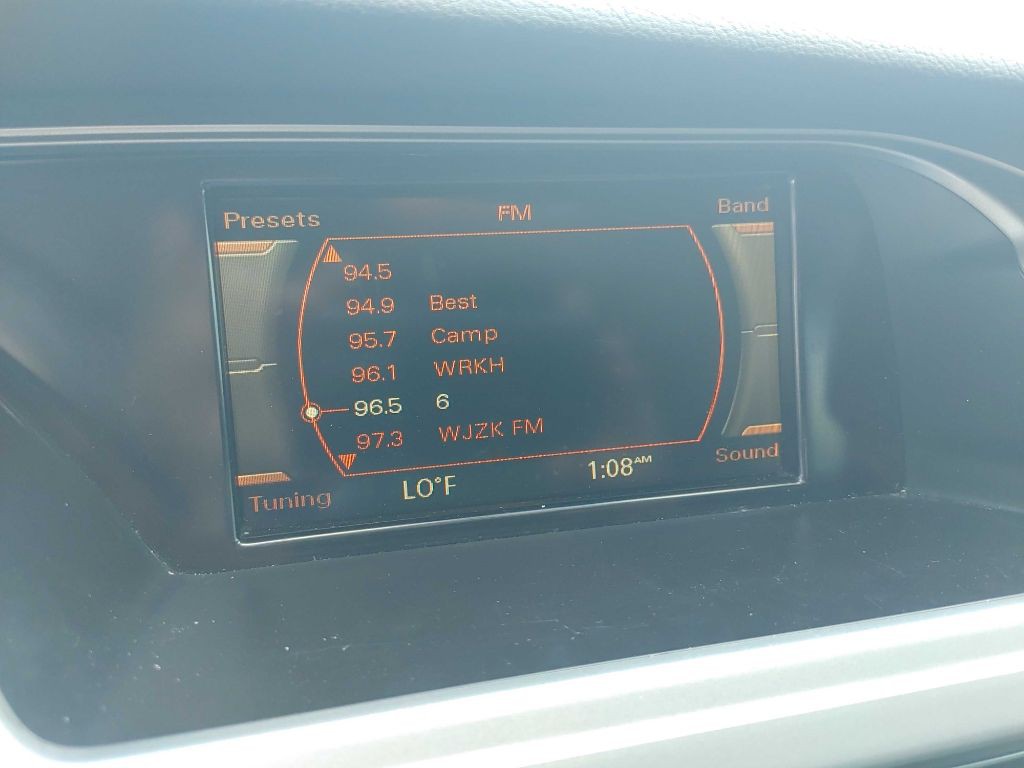 Presets FM Band
94.5
94.9 Best
95.7 Camp
96.1 WRKH
96.5 6
97.3 WJZK FM
Tuning LO°F 1:08AM Sound